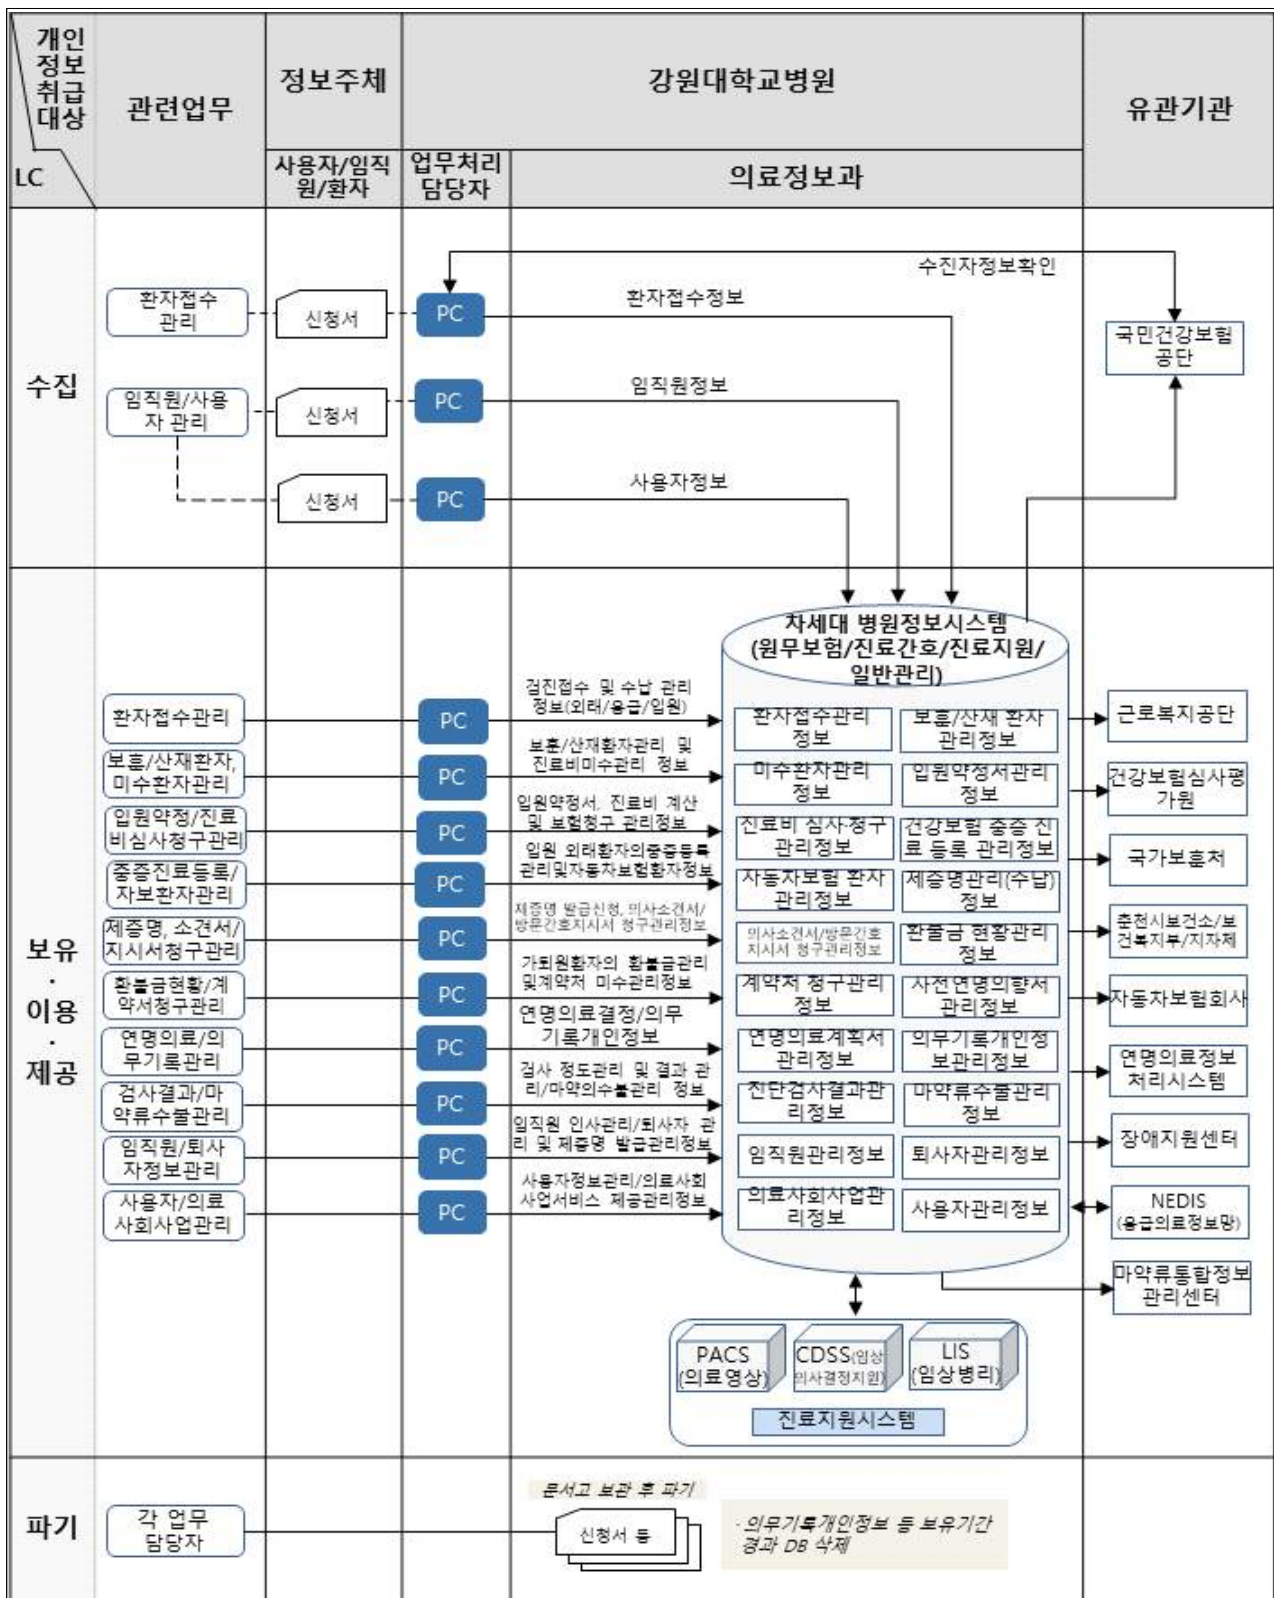 개인
정보
취급
대상
LC
관련업무
정보주체
강원대학교병원
유관기관
사용자/임직
원/환자
업무처리
담당자
의료정보과
수집
수진자정보확인
환자접수
관리
신청서
PC
환자접수정보
국민건강보험
공단
임직원/사용
자 관리
신청서
PC
임직원정보
신청서
PC
사용자정보
보유
·
이용
·
제공
차세대 병원정보시스템
(원무보험/진료간호/진료지원/
일반관리)
환자접수관리
PC
검진접수 및 수납 관리
정보(외래/응급/입원)
환자접수관리
정보
보훈/산재 환자
관리정보
근로복지공단
보훈/산재환자,
미수환자관리
PC
보훈/산재환자관리 및
진료비미수관리 정보
미수환자관리
정보
입원약정서관리
정보
건강보험심사평
가원
입원약정/진료
비심사청구관리
PC
입원약정서, 진료비 계산
및 보험청구 관리정보
진료비 심사·청구
관리정보
건강보험 중증 진
료 등록 관리정보
국가보훈처
중증진료등록/
자보환자관리
PC
입원 외래환자의중증등록
관리및자동차보험환자정보
자동차보험 환자
관리정보
제증명관리(수납)
정보
제증명, 소견서/
지시서청구관리
PC
제증명 발급신청, 의사소견서/
방문간호지시서 청구관리정보
의사소견서/방문간호
지시서 청구관리정보
환불금 현황관리
정보
춘천시보건소/보
건복지부/지자체
환불금현황/계
약서청구관리
PC
가퇴원환자의 환불금관리
및계약처 미수관리정보
계약처 청구관리
정보
사전연명의향서
관리정보
자동차보험회사
연명의료/의
무기록관리
PC
연명의료결정/의무
기록개인정보
연명의료계획서
관리정보
의무기록개인정
보관리정보
연명의료정보
처리시스템
검사결과/마
약류수불관리
PC
검사 정도관리 및 결과 관
리/마약의수불관리 정보
진단검사결과관
리정보
마약류수불관리
정보
임직원/퇴사
자정보관리
PC
임직원 인사관리/퇴사자 관
리 및 제증명 발급관리정보
임직원관리정보
퇴사자관리정보
장애지원센터
사용자/의료
사회사업관리
PC
사용자정보관리/의료사회
사업서비스 제공관리정보
의료사회사업관
리정보
사용자관리정보
NEDIS
(응급의료정보망)
마약류통합정보
관리센터
PACS
(의료영상)
CDSS(임상
의사결정지원)
LIS
(임상병리)
진료지원시스템
파기
각 업무
담당자
문서고 보관 후 파기
신청서 등
· 의무기록개인정보 등 보유기간
경과 DB 삭제